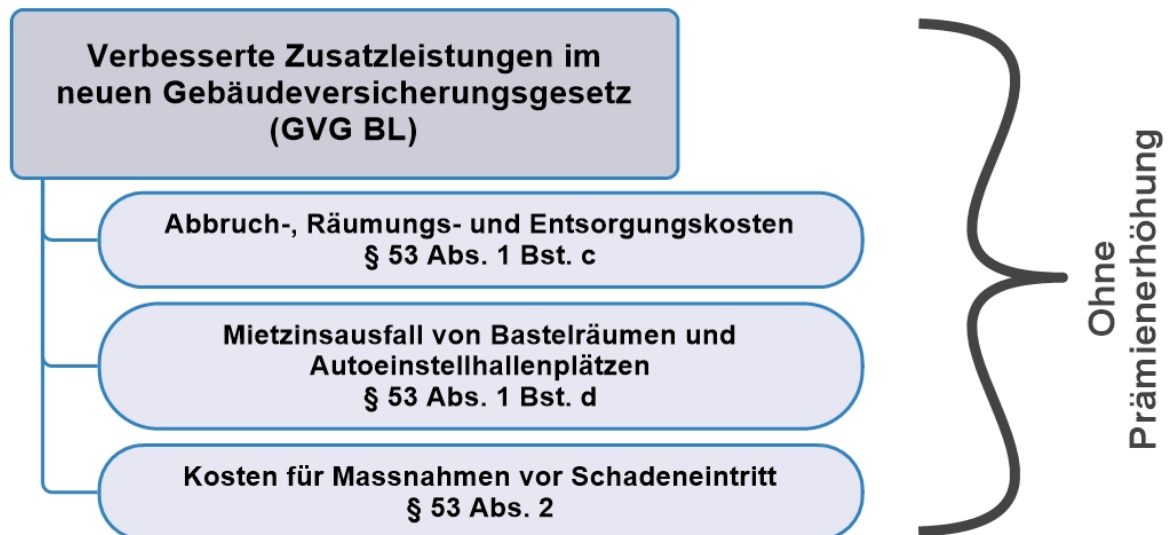 Verbesserte Zusatzleistungen im
neuen Gebäudeversicherungsgesetz
(GVG BL)
Abbruch-, Räumungs- und Entsorgungskosten
§ 53 Abs. 1 Bst. c
Mietzinsausfall von Bastelräumen und
Autoeinstellhallenplätzen
§ 53 Abs. 1 Bst. d
Kosten für Massnahmen vor Schadeneintritt
§ 53 Abs. 2
Ohne
Prämienerhöhung